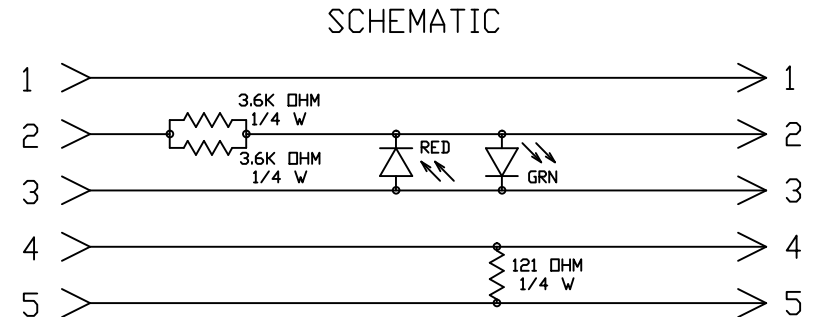 SCHEMATIC
1 1
3.6K OHM
1/4 W
2 2
3.6K OHM
1/4 W
RED
GRN
3 3
4 4
121 OHM
1/4 W
5 5